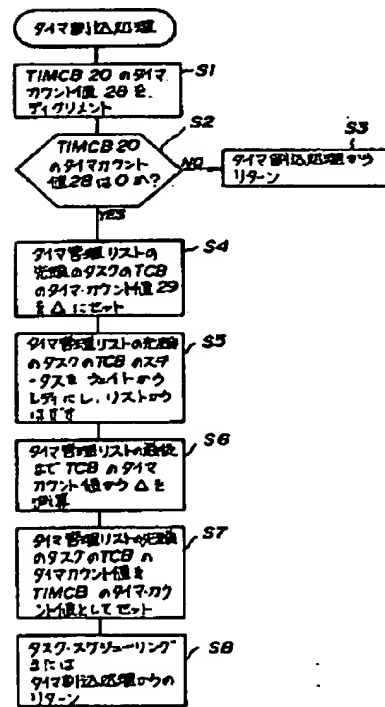 タイマ割込処理
S1
TIMCB 20 のタイマ
カウント値 28 を
ディクリメント
S2
TIMCB 20
のタイマカウント
値28 は 0 か?
NO
S3
タイマ割込処理から
リターン
YES
S4
タイマ管理リストの
先頭のタスクのTCB
のタイマ・カウント値 29
を △ にセット
S5
タイマ管理リストの先頭
のタスクのTCB のステ
ータスをウェイトから
レディにし、リストから
はずす
S6
タイマ管理リストの最後
まで TCB のタイマ
カウント値から △ を
減算
S7
タイマ管理リストの先頭
のタスクのTCB の
タイマカウント値を
TIMCB のタイマ・カウ
ント値としてセット
S8
タスク・スケジューリング
または
タイマ割込処理からの
リターン